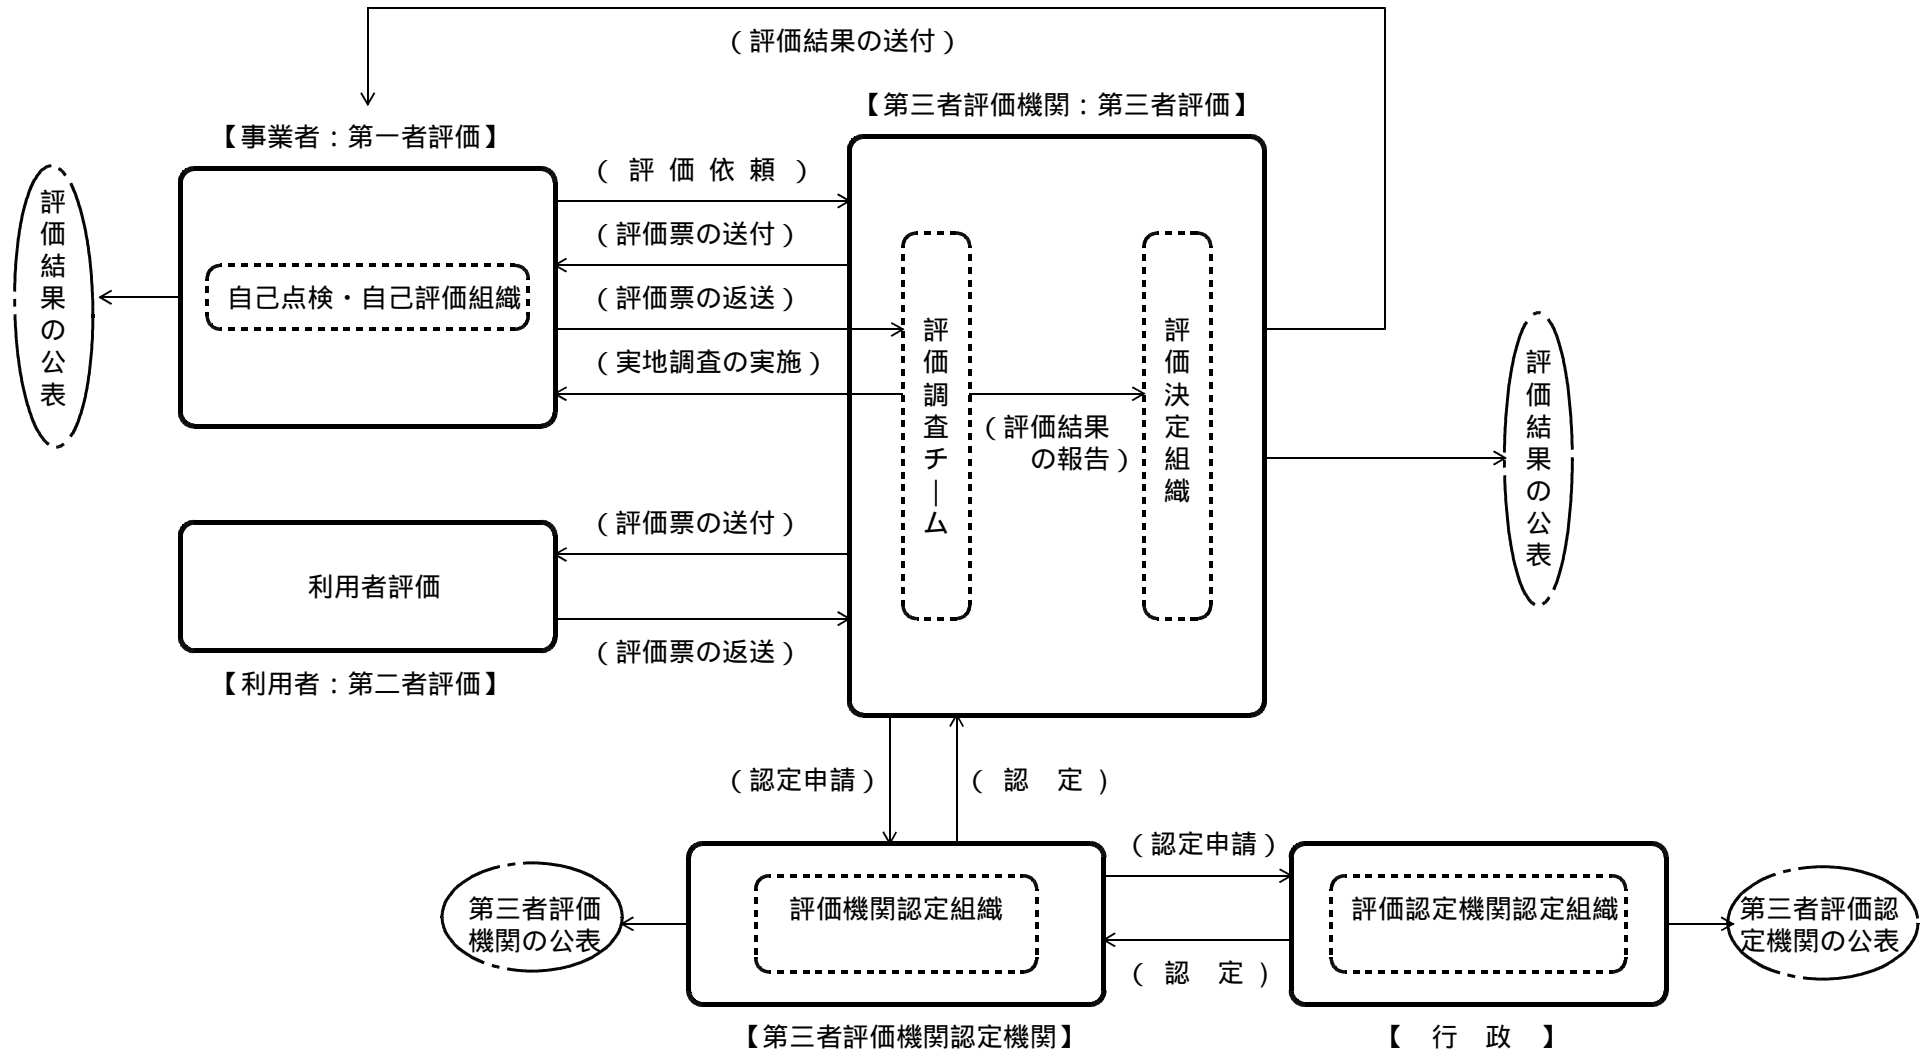 （評価結果の送付）
【第三者評価機関：第三者評価】
【事業者：第一者評価】
（評価依頼）
評価結果の公表
（評価票の送付）
自己点検・自己評価組織
（評価票の返送）
（実地調査の実施）
評価調査チーム
（評価結果
の報告）
評価決定組織
評価結果の公表
（評価票の送付）
利用者評価
（評価票の返送）
【利用者：第二者評価】
（認定申請）
（認　定）
（認定申請）
第三者評価
機関の公表
評価機関認定組織
評価認定機関認定組織
第三者評価認
定機関の公表
（認　定）
【第三者評価機関認定機関】
【　行　政　】